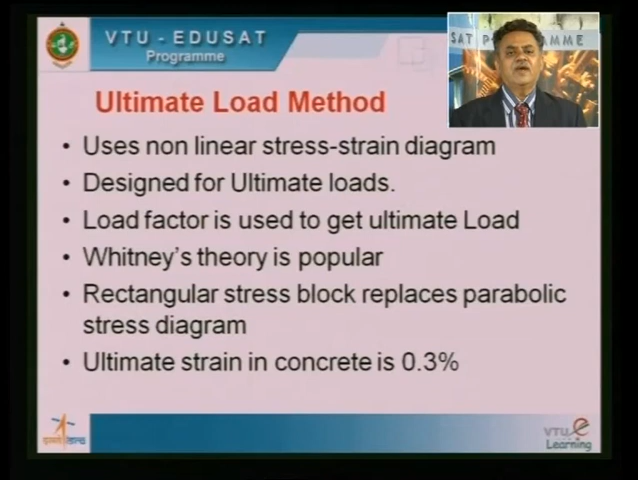 VTU - EDUSAT
Programme
SAT P
AMME
Ultimate Load Method
• Uses non linear stress-strain diagram
• Designed for Ultimate loads.
• Load factor is used to get ultimate Load
• Whitney's theory is popular
• Rectangular stress block replaces parabolic
stress diagram
• Ultimate strain in concrete is 0.3%
VTU e
Learning